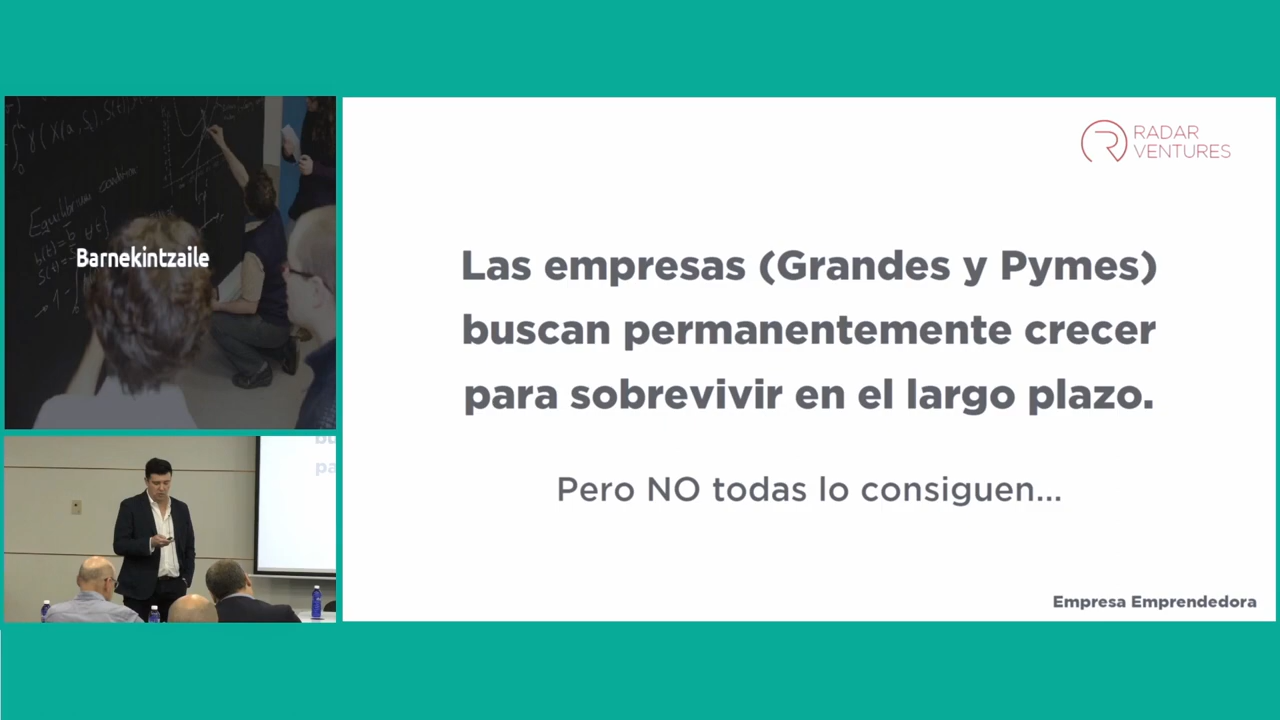 Barnekintzaile
RADAR
VENTURES
Las empresas (Grandes y Pymes)
buscan permanentemente crecer
para sobrevivir en el largo plazo.
Pero NO todas lo consiguen...
Empresa Emprendedora
pa